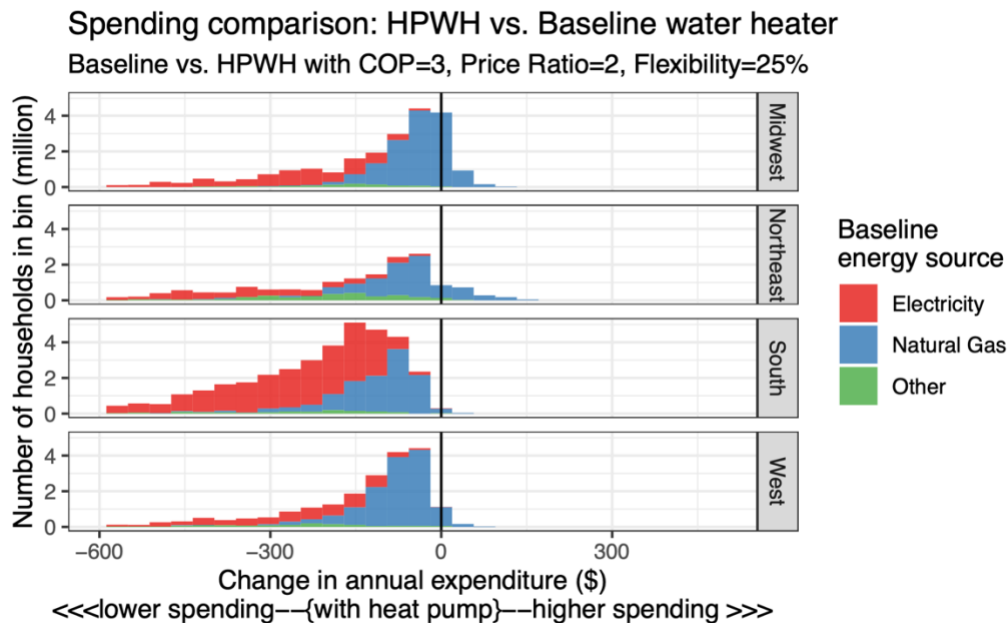 Spending comparison: HPWH vs. Baseline water heater
Baseline vs. HPWH with COP=3, Price Ratio=2, Flexibility=25%
Number of households in bin (million)
4
2
0
Midwest
4
2
0
Northeast
4
2
0
South
4
2
0
West
−600
−300
0
300
Change in annual expenditure ($)
<<<lower spending−−{with heat pump}−−higher spending >>>
Baseline
energy source
Electricity
Natural Gas
Other